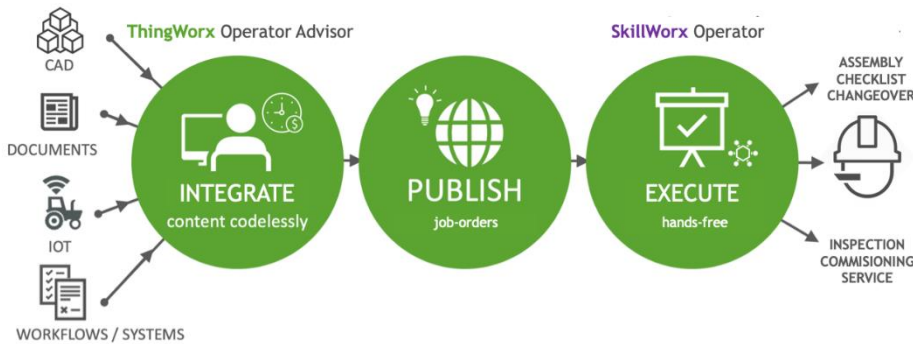 ThingWorx Operator Advisor
SkillWorx Operator
CAD
DOCUMENTS
IOT
WORKFLOWS / SYSTEMS
$
INTEGRATE
content codelessly
PUBLISH
job-orders
EXECUTE
hands-free
ASSEMBLY
CHECKLIST
CHANGEOVER
INSPECTION
COMMISIONING
SERVICE